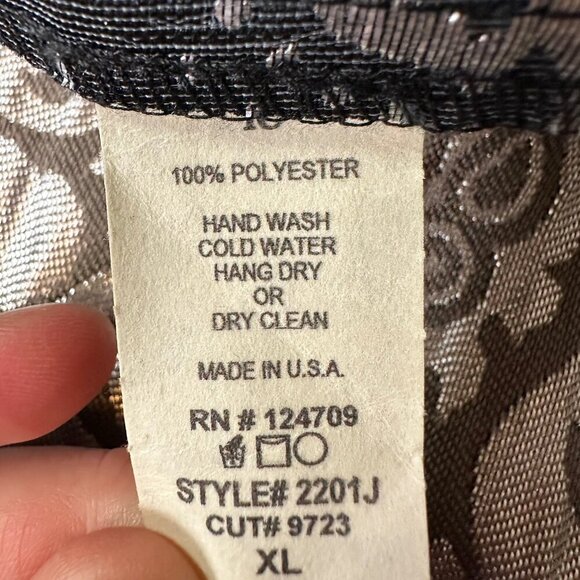 100% POLYESTER
HAND WASH
COLD WATER
HANG DRY
OR
DRY CLEAN
MADE IN U.S.A.
RN # 124709
STYLE# 2201J
CUT# 9723
XL